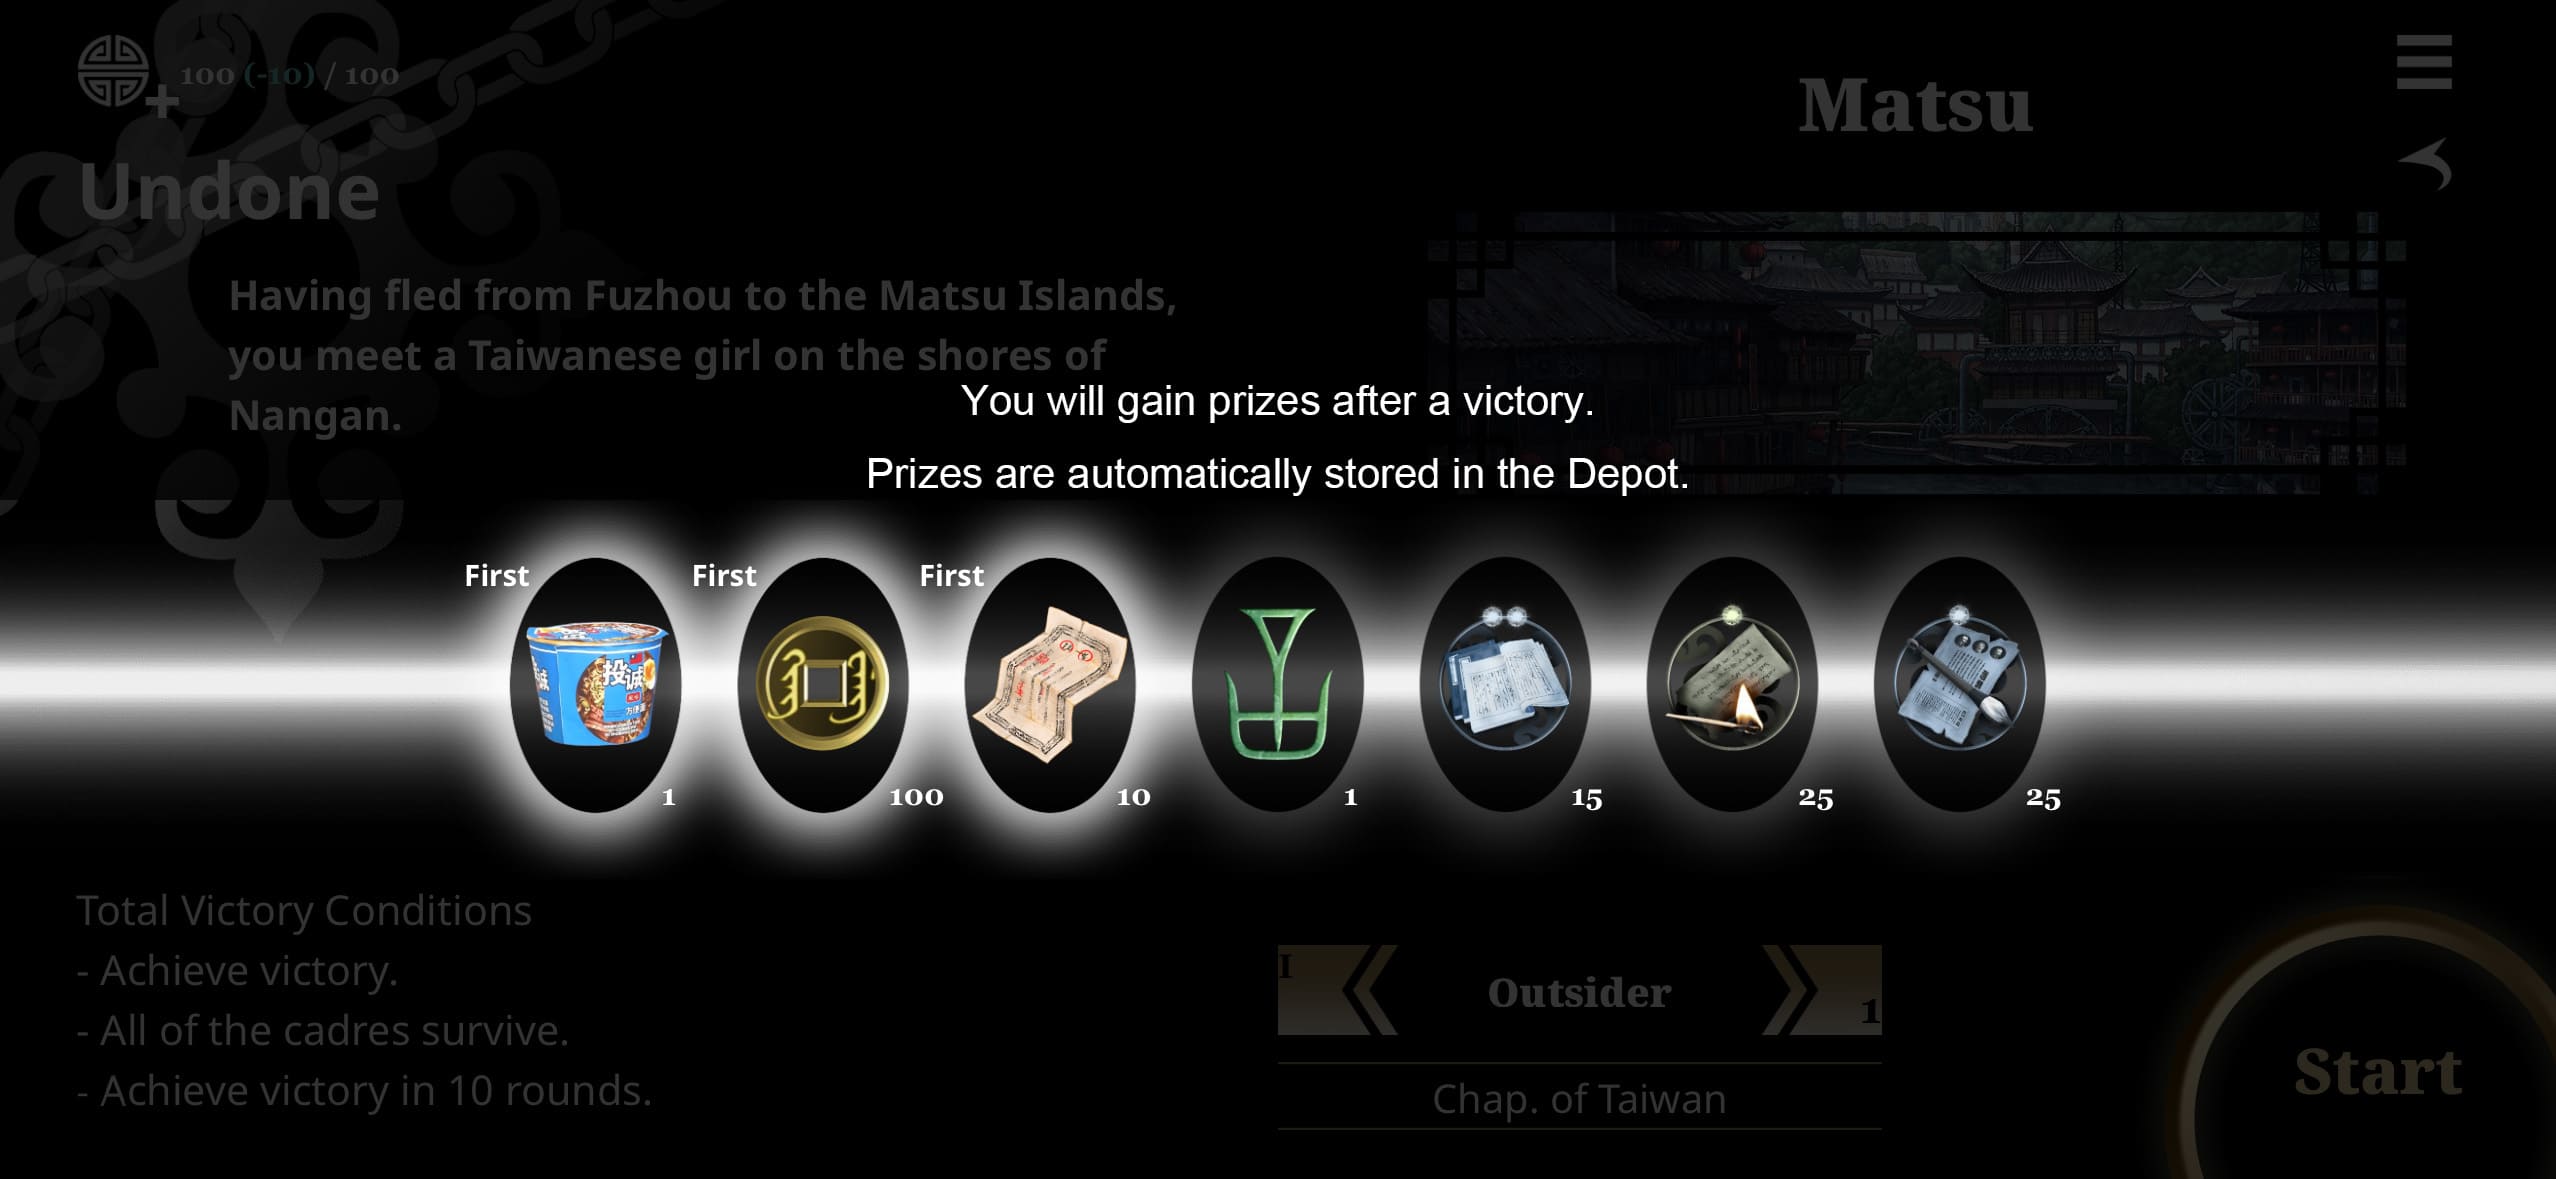 100 (-10) / 100
Matsu
Undone
Having fled from Fuzhou to the Matsu Islands,
you meet a Taiwanese girl on the shores of
Nangan.
You will gain prizes after a victory.
Prizes are automatically stored in the Depot.
First
First
First
投诚
方便面
1
100
10
1
15
25
25
Total Victory Conditions
- Achieve victory.
- All of the cadres survive.
- Achieve victory in 10 rounds.
I
Outsider
1
Chap. of Taiwan
Start